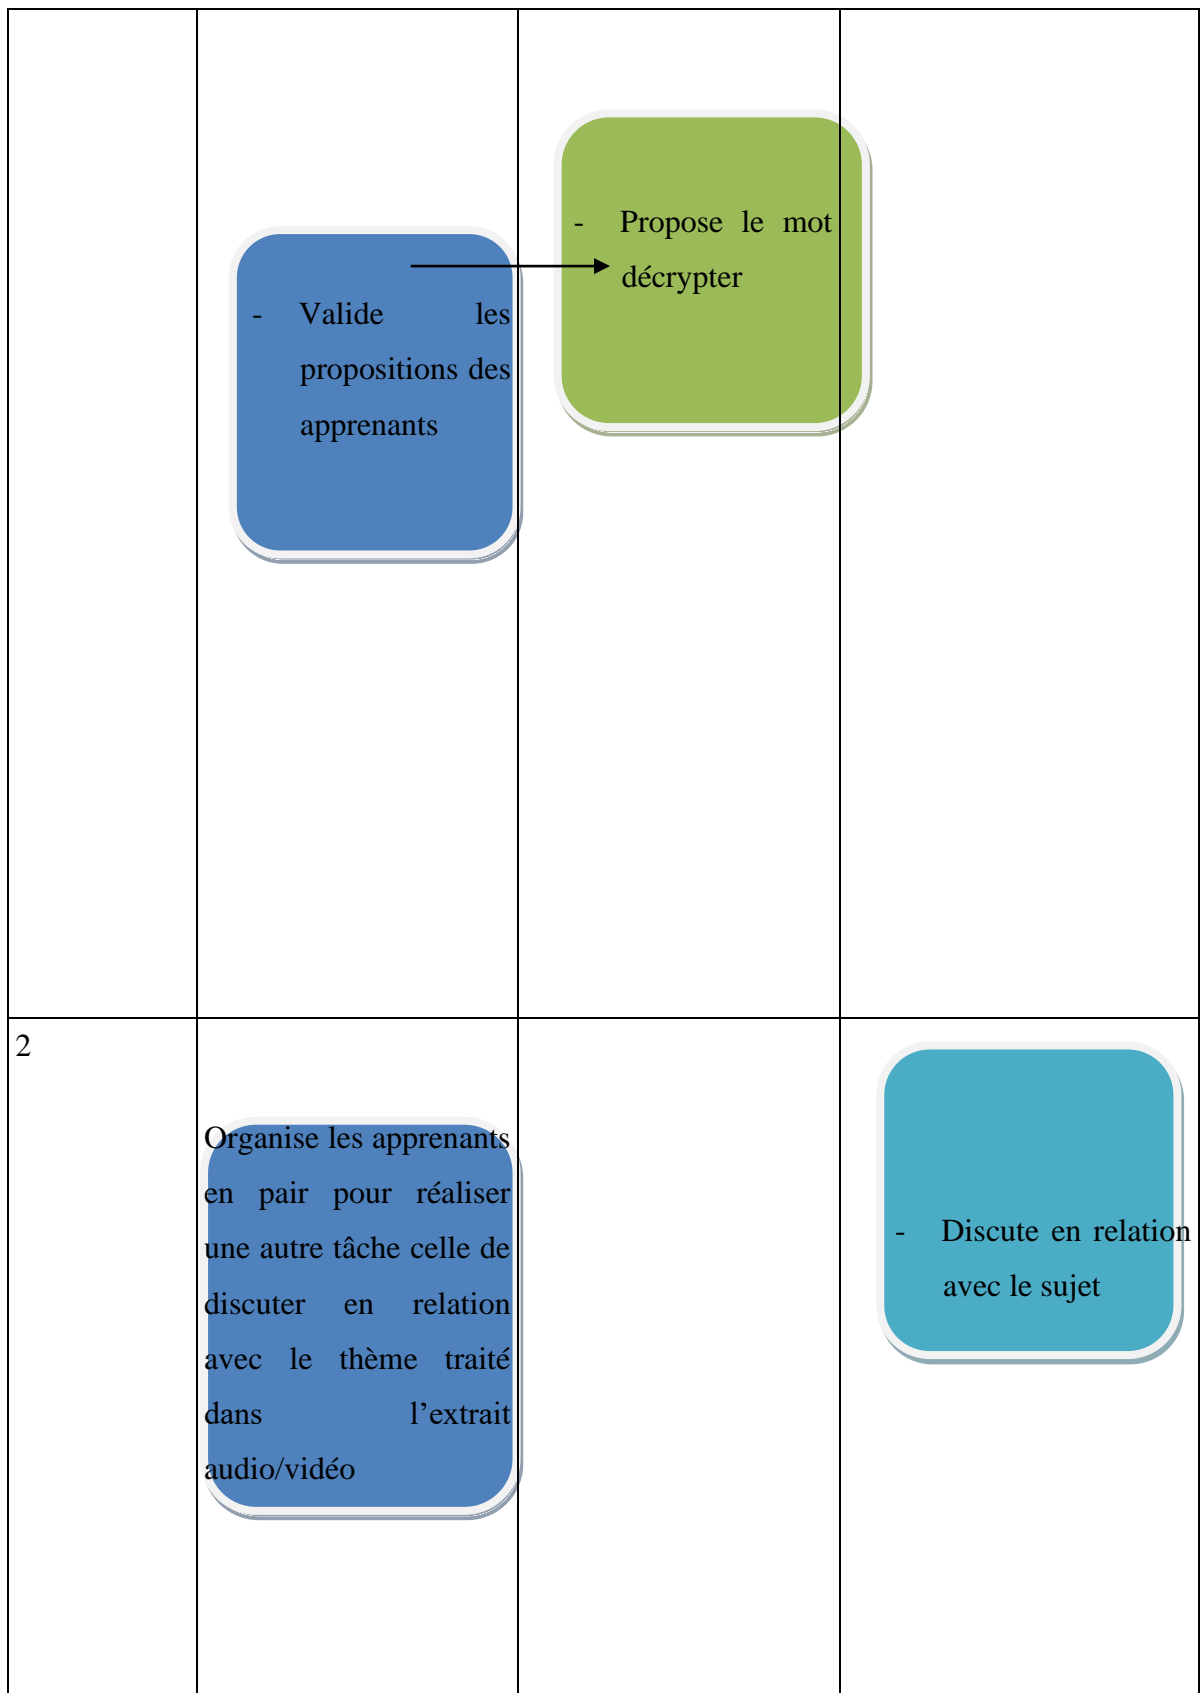 - Valide les
propositions des
apprenants
- Propose le mot
décrypter
2
Organise les apprenants
en pair pour réaliser
une autre tâche celle de
discuter en relation
avec le thème traité
dans l’extrait
audio/vidéo
- Discute en relation
avec le sujet